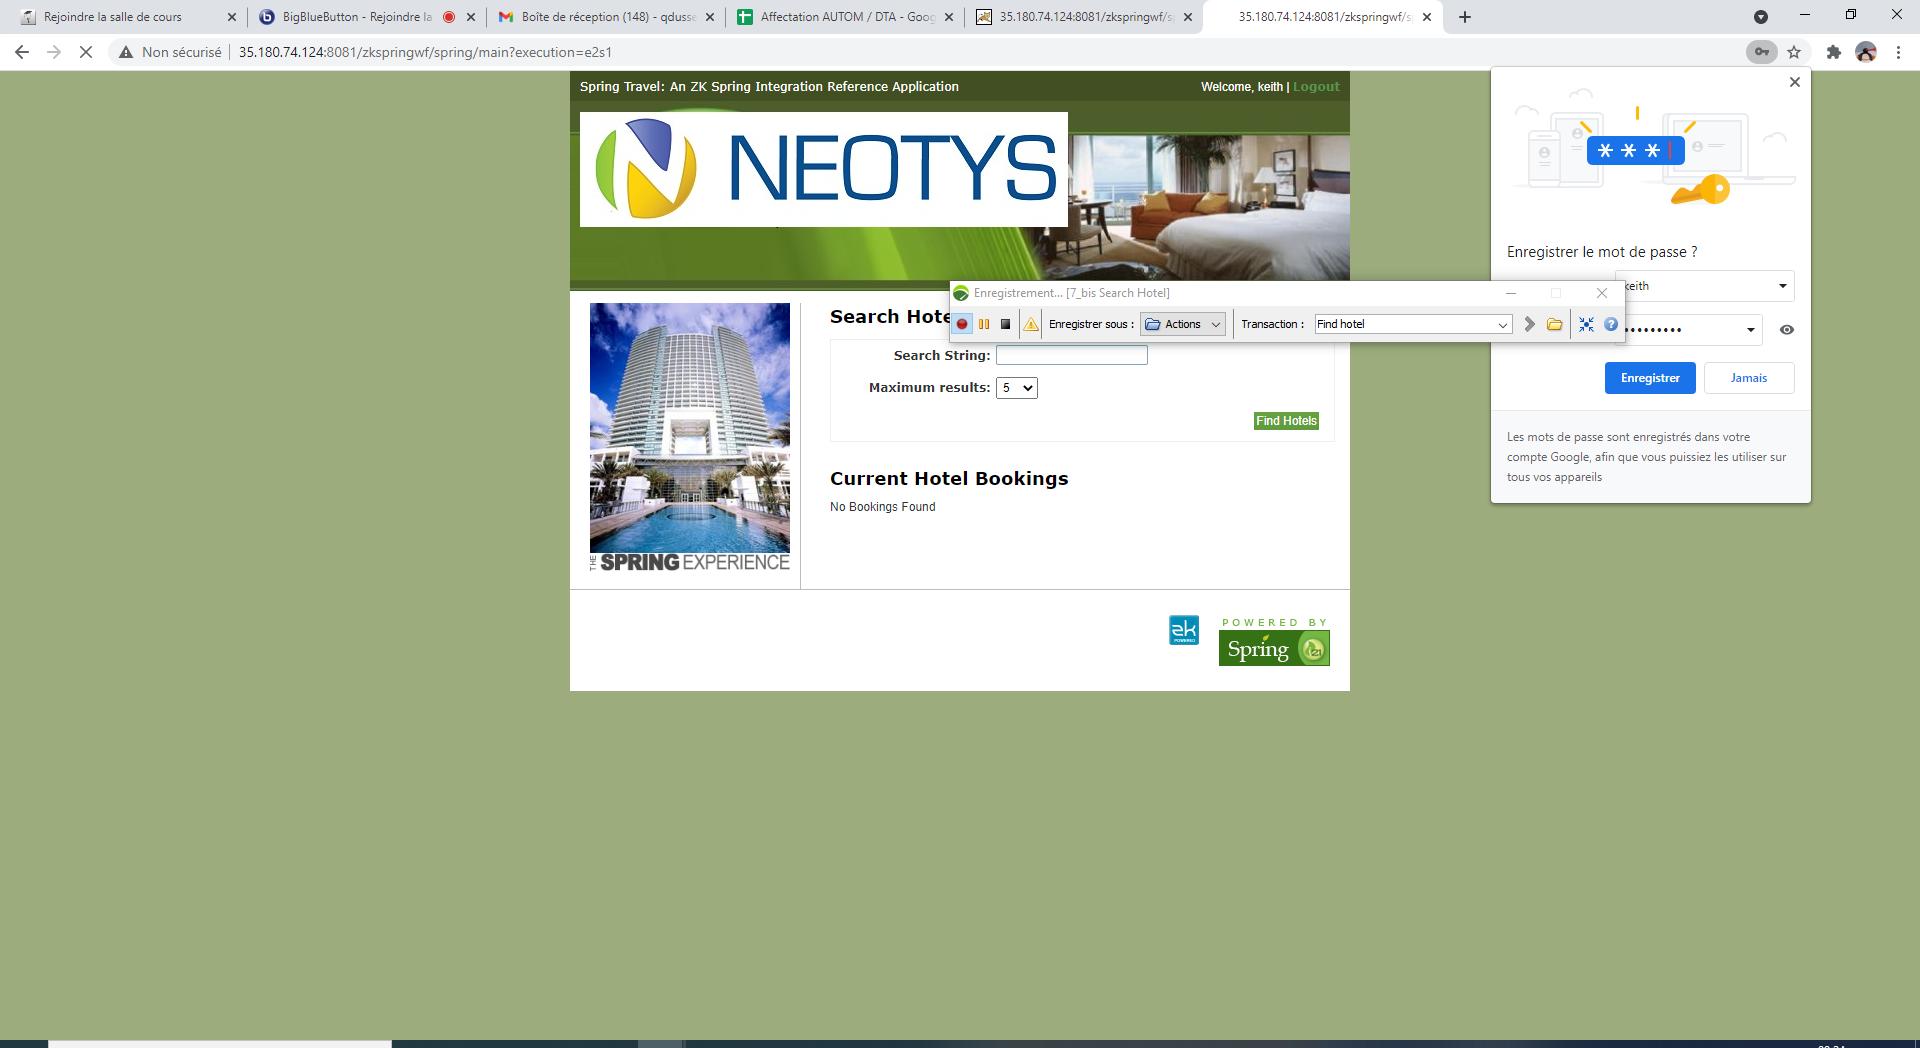 Rejoindre la salle de cours
BigBlueButton - Rejoindre la
Boîte de réception (148) - qdusse
Affectation AUTOM / DTA - Goog
35.180.74.124:8081/zkspringwf/sp
35.180.74.124:8081/zkspringwf/sp
Non sécurisé
35.180.74.124:8081/zkspringwf/spring/main?execution=e2s1
Spring Travel: An ZK Spring Integration Reference Application
Welcome, keith | Logout
NEOTYS
Enregistrer le mot de passe ?
keith
Enregistrer
Jamais
Les mots de passe sont enregistrés dans votre
compte Google, afin que vous puissiez les utiliser sur
tous vos appareils
Enregistrement... [7_bis Search Hotel]
Enregistrer sous :
Actions
Transaction :
Find hotel
Search Hote
Search String:
Maximum results:
5
Find Hotels
Current Hotel Bookings
No Bookings Found
THE SPRING EXPERIENCE
zk
POWERED
POWERED BY
Spring